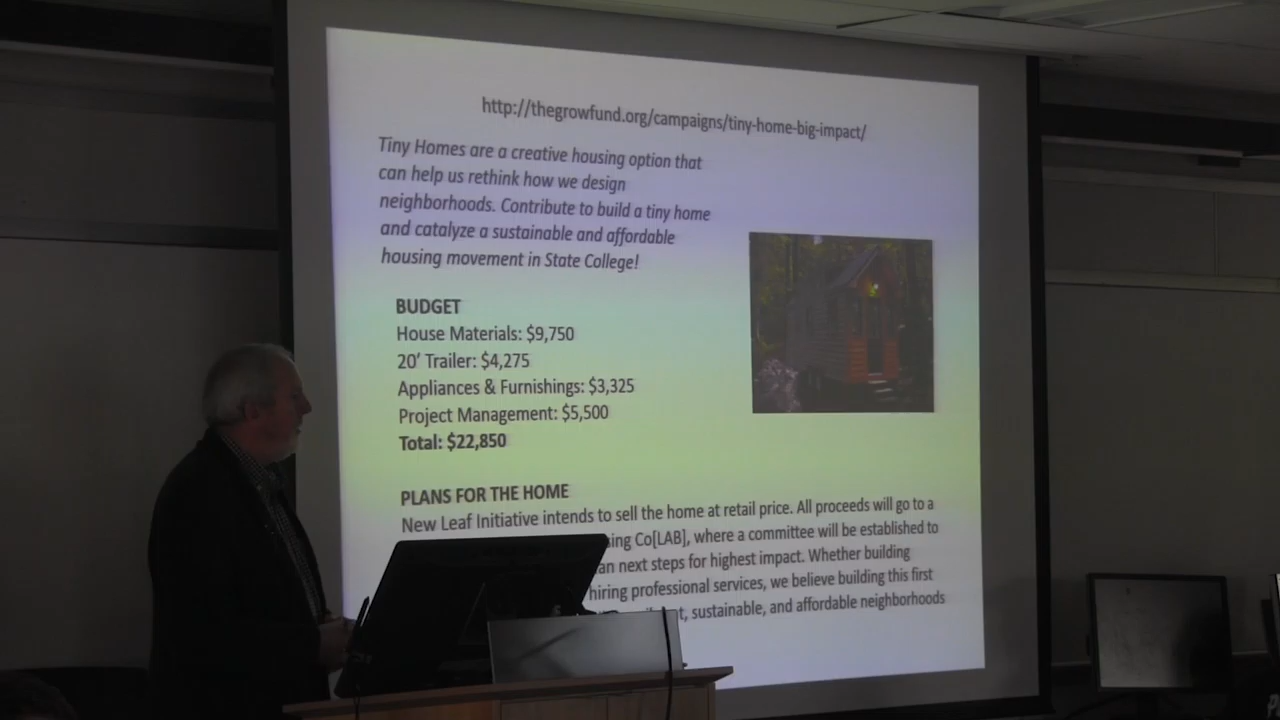 http://thegrowfund.org/campaigns/tiny-home-big-impact/
Tiny Homes are a creative housing option that
can help us rethink how we design
neighborhoods. Contribute to build a tiny home
and catalyze a sustainable and affordable
housing movement in State College!
BUDGET
House Materials: $9,750
20' Trailer: $4,275
Appliances & Furnishings: $3,325
Project Management: $5,500
Total: $22,850
PLANS FOR THE HOME
New Leaf Initiative intends to sell the home at retail price. All proceeds will go to a
Co[LAB], where a committee will be established to
next steps for highest impact. Whether building
hiring professional services, we believe building this first
sustainable, and affordable neighborhoods